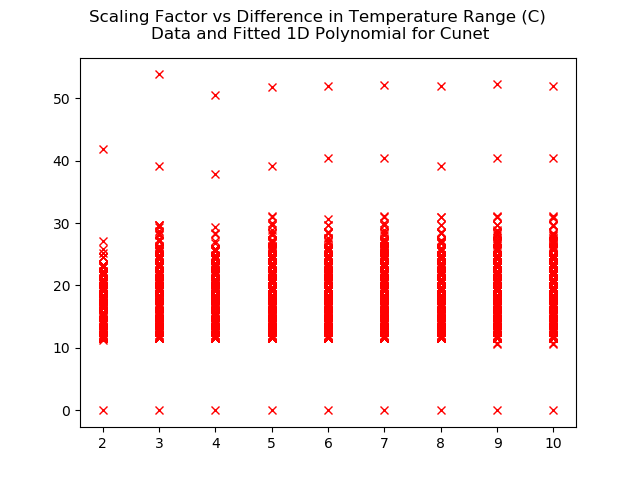 Scaling Factor vs Difference in Temperature Range (C)
Data and Fitted 1D Polynomial for Cunet
50
40
30
20
10
0
2 3 4 5 6 7 8 9 10